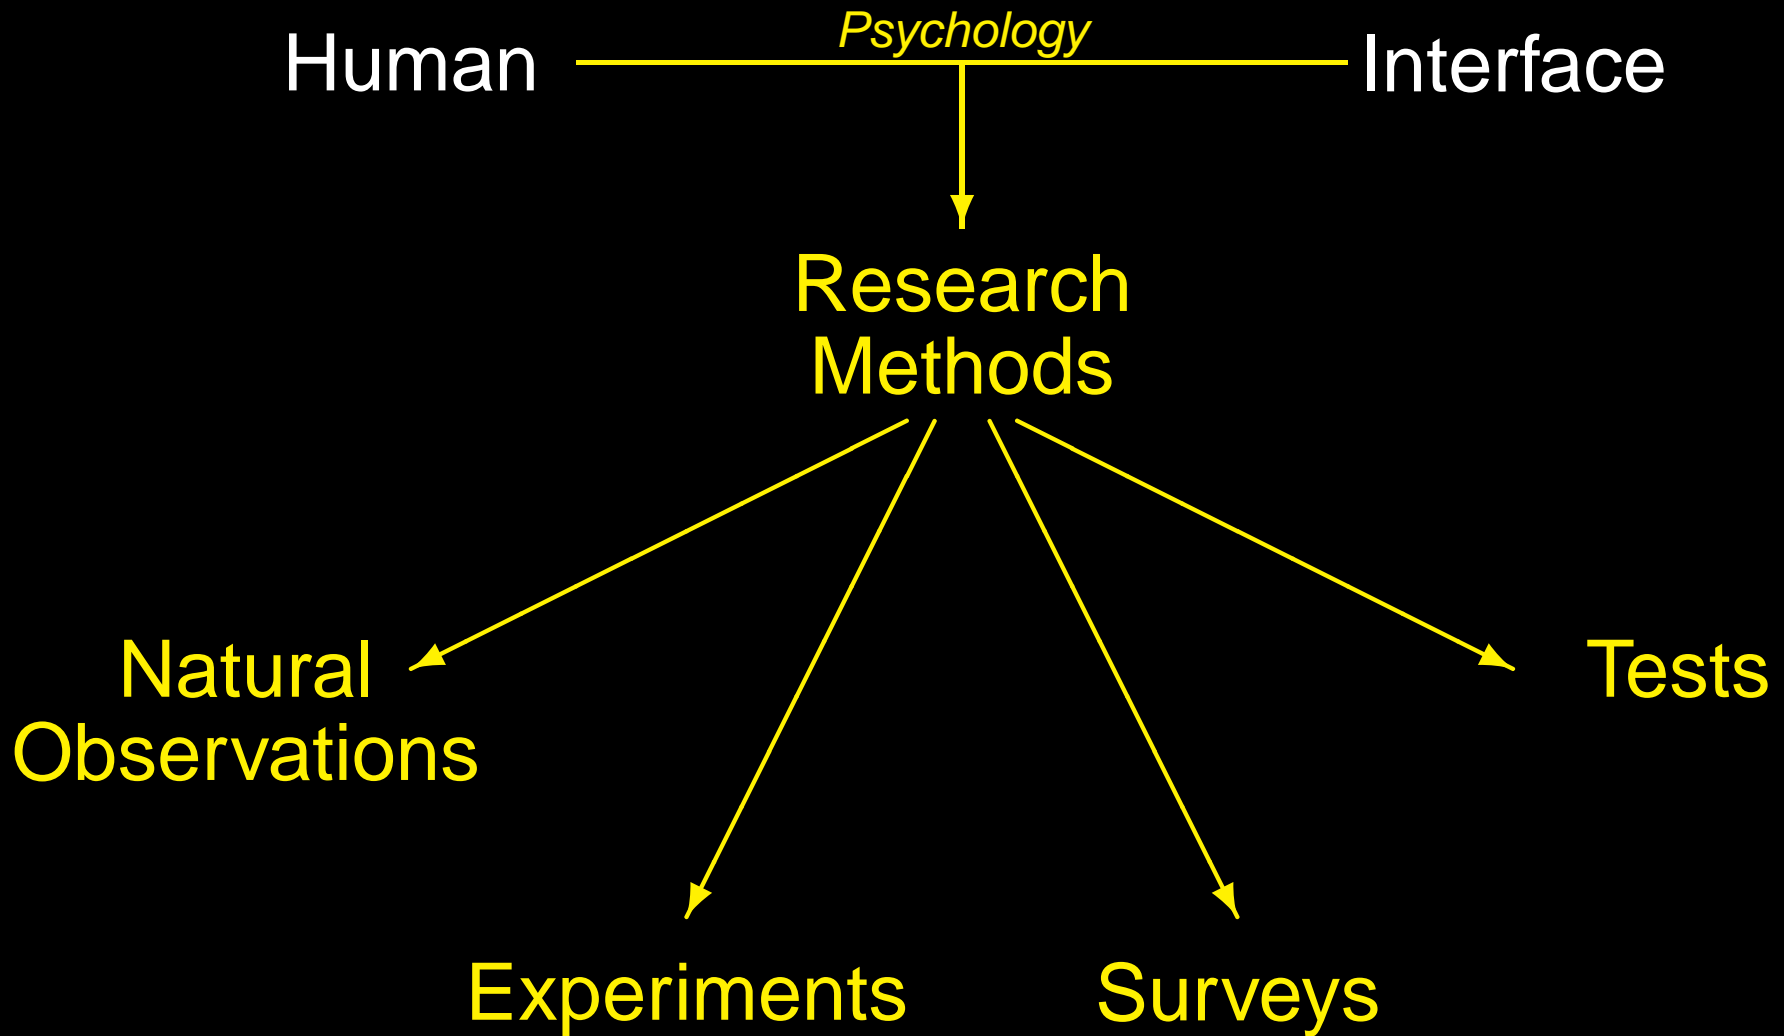 Psychology
Human
Interface
Research
Methods
Natural
Observations
Tests
Experiments
Surveys